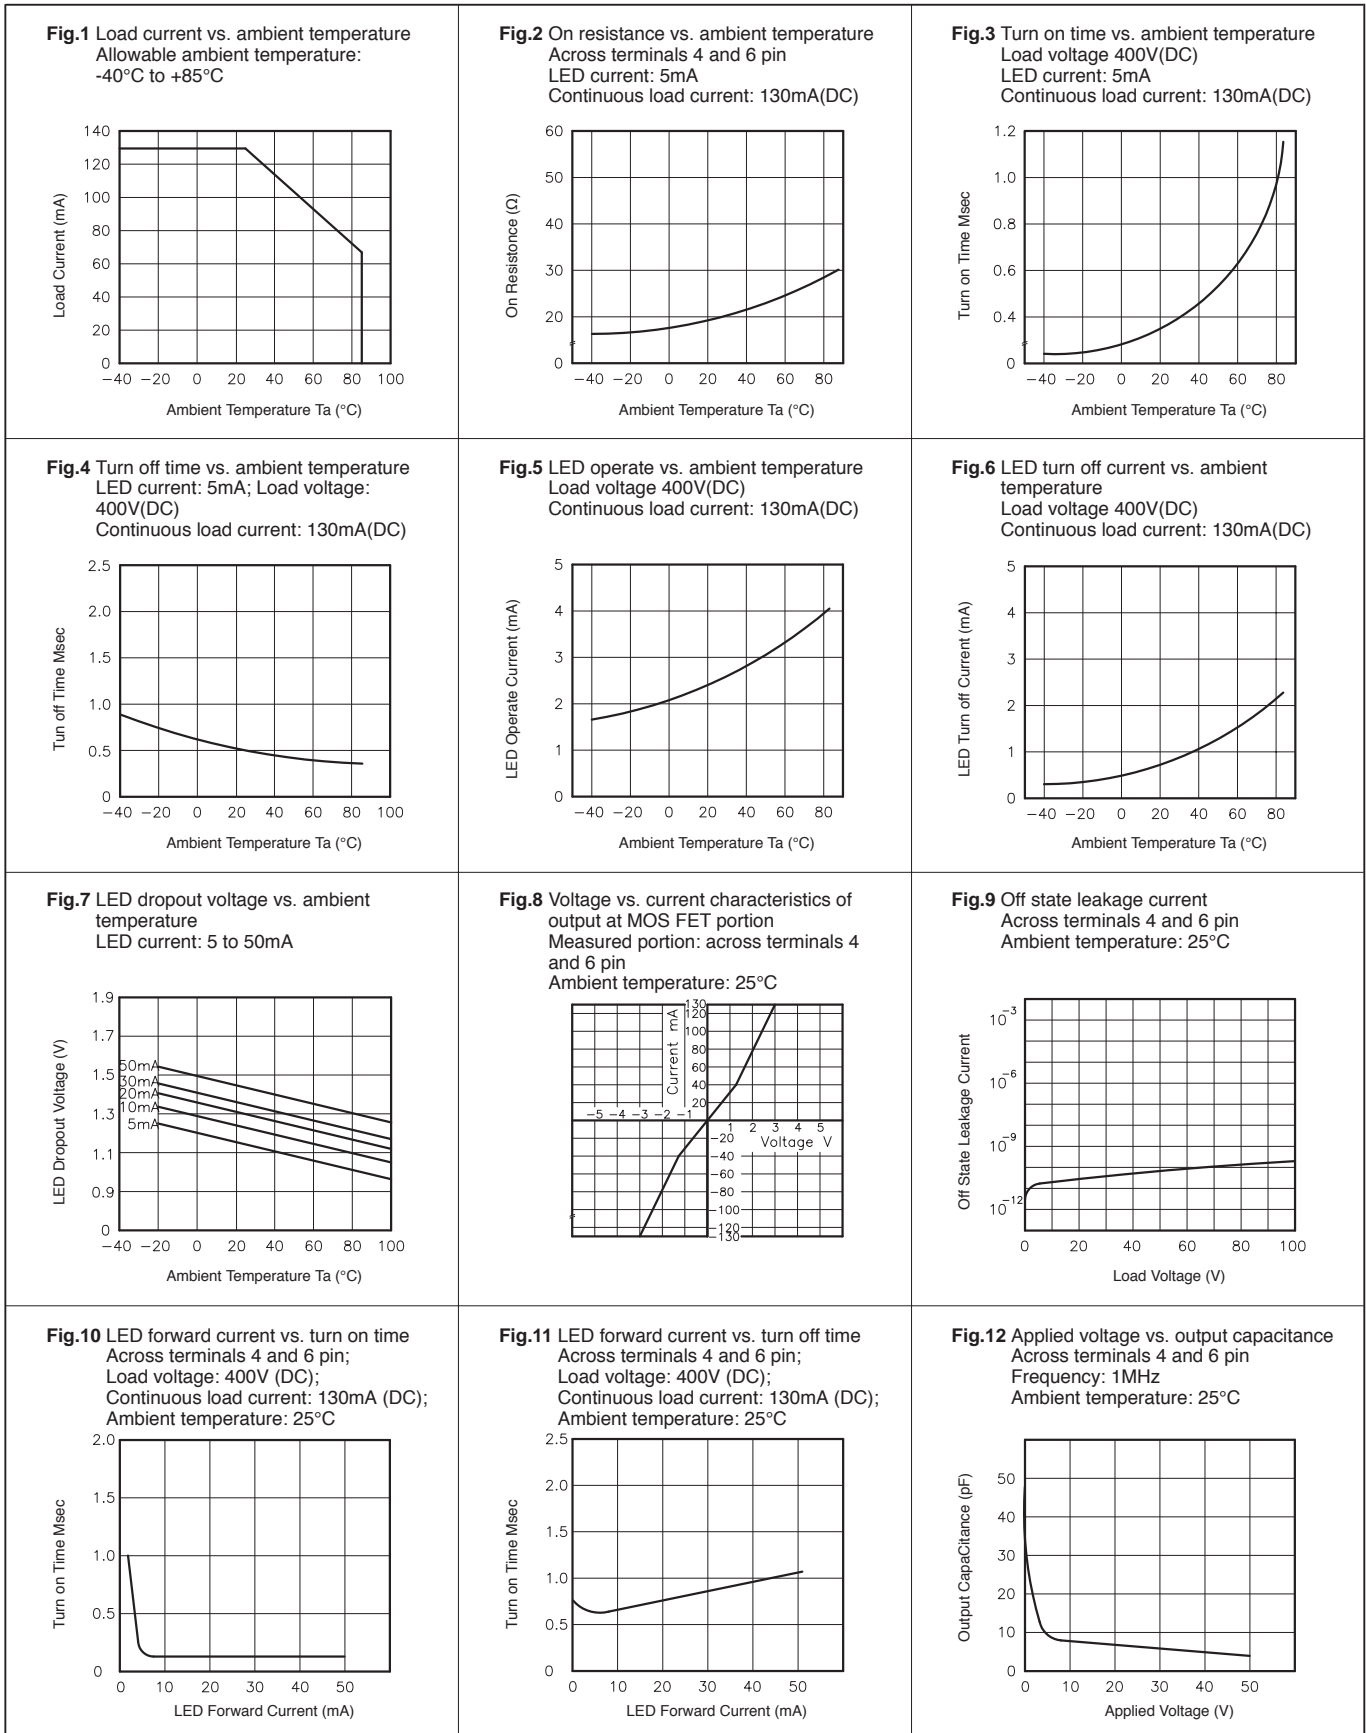 Fig.1 Load current vs. ambient temperature
Allowable ambient temperature:
-40°C to +85°C
140
120
100
80
60
40
20
0
Load Current (mA)
−40 −20 0 20 40 60 80 100
Ambient Temperature Ta (°C)
Fig.2 On resistance vs. ambient temperature
Across terminals 4 and 6 pin
LED current: 5mA
Continuous load current: 130mA(DC)
60
50
40
30
20
0
On Resistonce (Ω)
−40 −20 0 20 40 60 80
Ambient Temperature Ta (°C)
Fig.3 Turn on time vs. ambient temperature
Load voltage 400V(DC)
LED current: 5mA
Continuous load current: 130mA(DC)
1.2
1.0
0.8
0.6
0.4
0
Turn on Time Msec
−40 −20 0 20 40 60 80
Ambient Temperature Ta (°C)
Fig.4 Turn off time vs. ambient temperature
LED current: 5mA; Load voltage:
400V(DC)
Continuous load current: 130mA(DC)
2.5
2.0
1.5
1.0
0.5
0
Tun off Time Msec
−40 −20 0 20 40 60 80 100
Ambient Temperature Ta (°C)
Fig.5 LED operate vs. ambient temperature
Load voltage 400V(DC)
Continuous load current: 130mA(DC)
5
4
3
2
1
0
LED Operate Current (mA)
−40 −20 0 20 40 60 80
Ambient Temperature Ta (°C)
Fig.6 LED turn off current vs. ambient
temperature
Load voltage 400V(DC)
Continuous load current: 130mA(DC)
5
4
3
2
1
0
LED Turn off Current (mA)
−40 −20 0 20 40 60 80
Ambient Temperature Ta (°C)
Fig.7 LED dropout voltage vs. ambient
temperature
LED current: 5 to 50mA
1.9
1.7
1.5
1.3
1.1
0.9
0
LED Dropout Voltage (V)
50mA
30mA
20mA
10mA
5mA
−40 −20 0 20 40 60 80 100
Ambient Temperature Ta (°C)
Fig.8 Voltage vs. current characteristics of
output at MOS FET portion
Measured portion: across terminals 4
and 6 pin
Ambient temperature: 25°C
130
120
100
80
60
40
20
Current mA
−5 −4 −3 −2 −1
1 2 3 4 5
Voltage V
−20
−40
−60
−80
−100
−120
−130
Fig.9 Off state leakage current
Across terminals 4 and 6 pin
Ambient temperature: 25°C
10−3
10−6
10−9
10−12
Off State Leakage Current
0 20 40 60 80 100
Load Voltage (V)
Fig.10 LED forward current vs. turn on time
Across terminals 4 and 6 pin;
Load voltage: 400V (DC);
Continuous load current: 130mA (DC);
Ambient temperature: 25°C
2.0
1.5
1.0
0.5
0
Turn on Time Msec
0 10 20 30 40 50
LED Forward Current (mA)
Fig.11 LED forward current vs. turn off time
Across terminals 4 and 6 pin;
Load voltage: 400V (DC);
Continuous load current: 130mA (DC);
Ambient temperature: 25°C
2.5
2.0
1.5
1.0
0.5
0
Turn on Time Msec
0 10 20 30 40 50
LED Forward Current (mA)
Fig.12 Applied voltage vs. output capacitance
Across terminals 4 and 6 pin
Frequency: 1MHz
Ambient temperature: 25°C
50
40
30
20
10
0
Output CapaCitance (pF)
0 10 20 30 40 50
Applied Voltage (V)